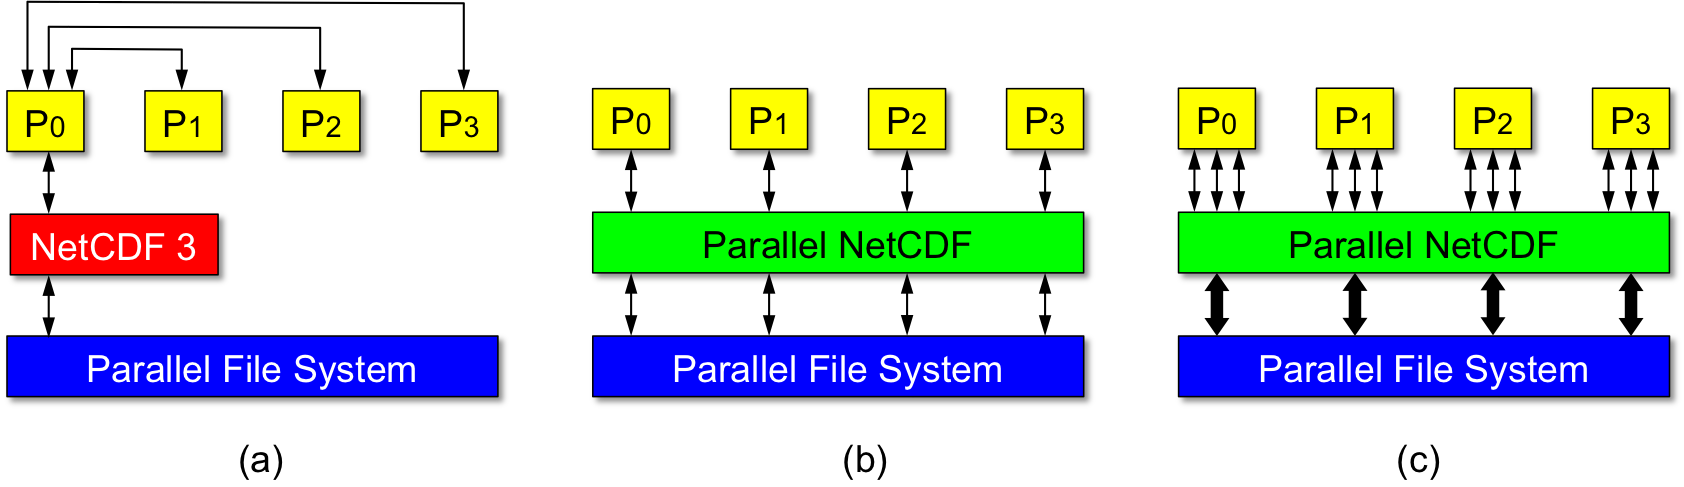 P0 P1 P2 P3
NetCDF 3
Parallel File System
(a)
P0 P1 P2 P3
Parallel NetCDF
Parallel File System
(b)
P0 P1 P2 P3
Parallel NetCDF
Parallel File System
(c)